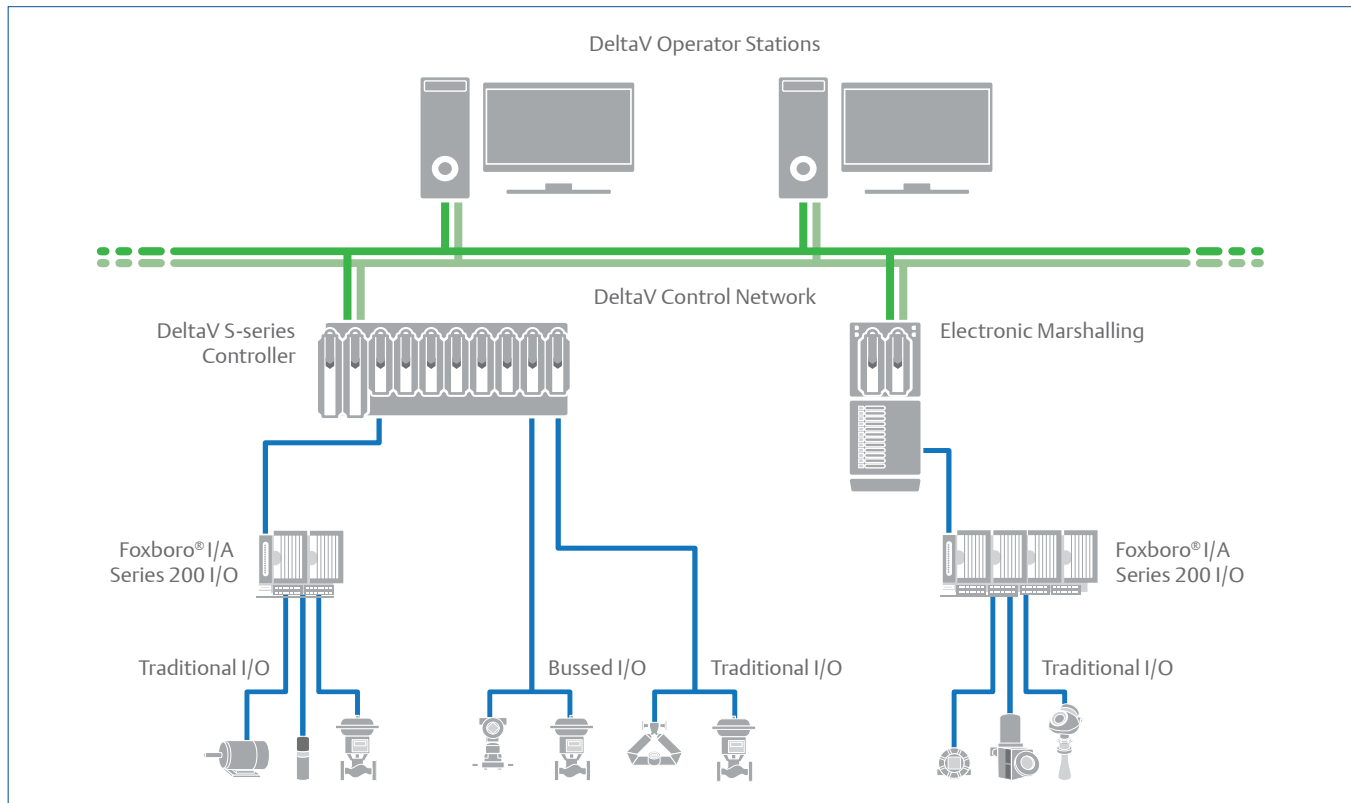 DeltaV Operator Stations
DeltaV Control Network
DeltaV S-series
Controller
Electronic Marshalling
Foxboro® I/A
Series 200 I/O
Foxboro® I/A
Series 200 I/O
Traditional I/O
Bussed I/O
Traditional I/O
Traditional I/O